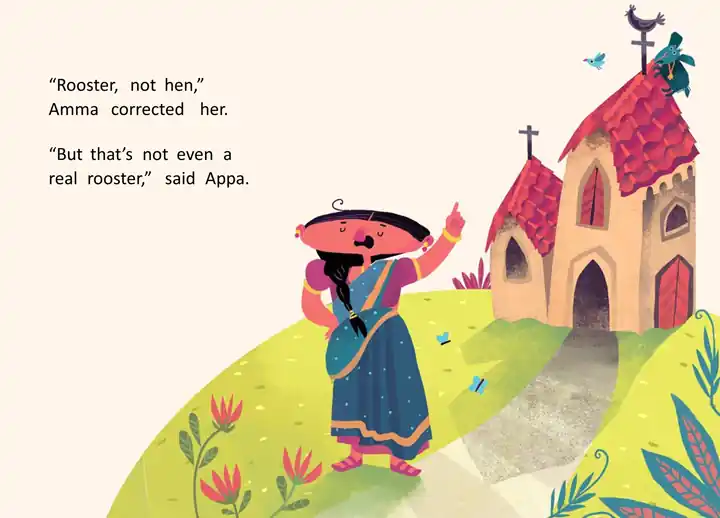 “Rooster, not hen,”
Amma corrected her.
“But that’s not even a
real rooster,” said Appa.